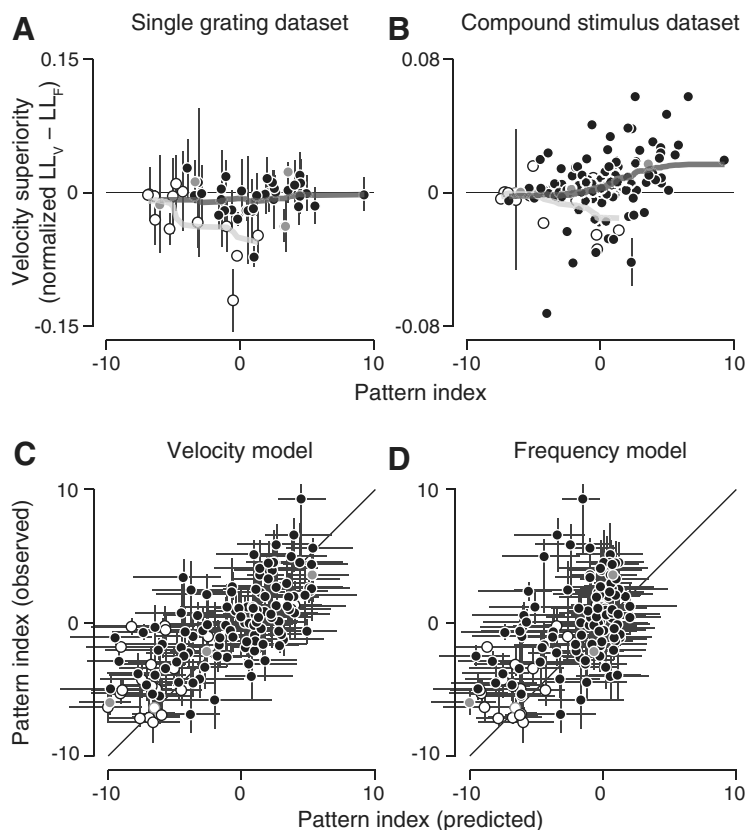 A Single grating dataset
B Compound stimulus dataset
Velocity superiority
(normalized LLV – LLF)
0.15
0
-0.15
0.08
0
-0.08
-10 0 10
-10 0 10
Pattern index
C Velocity model
D Frequency model
Pattern index (observed)
10
0
-10
10
0
-10
-10 0 10
-10 0 10
Pattern index (predicted)